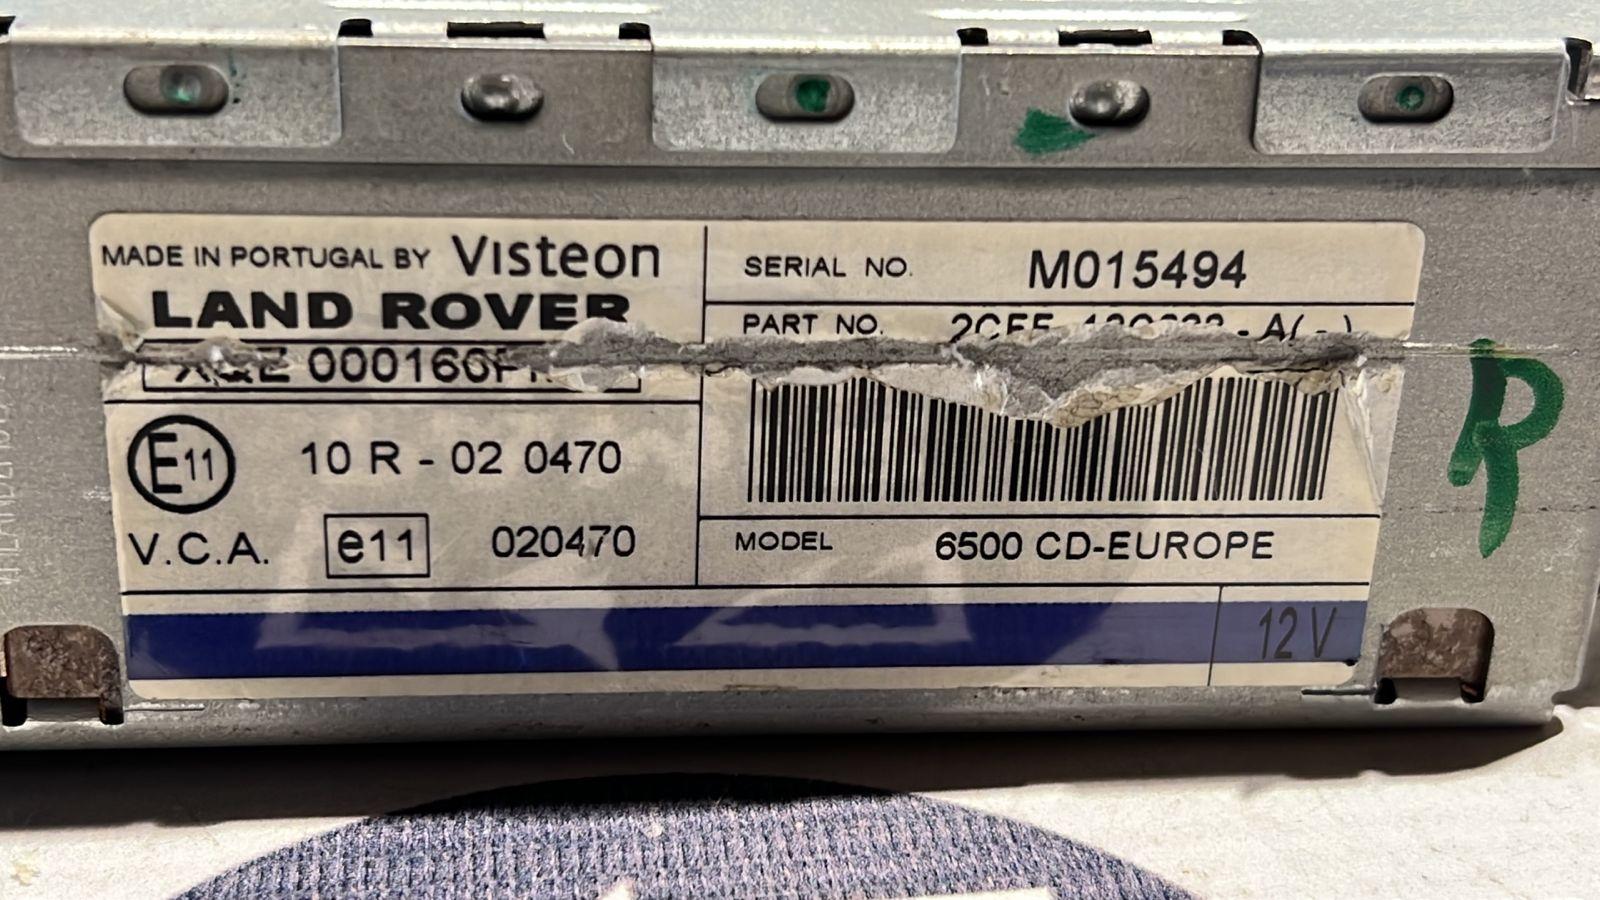 MADE IN PORTUGAL BY Visteon
LAND ROVER
10 R - 02 0470
E11
V.C.A. e11 020470
SERIAL NO. M015494
PART NO.
MODEL 6500 CD-EUROPE
12 V
R